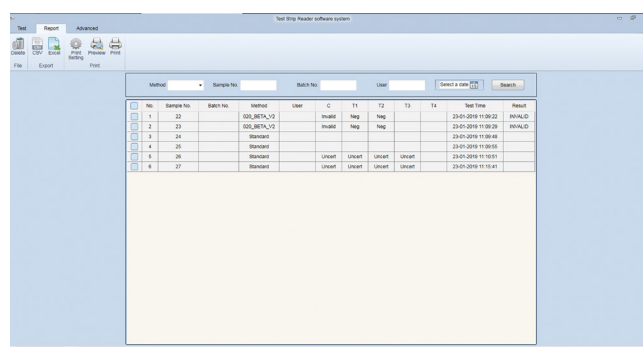 Test Strip Reader software system
Test Report Advanced
Delete CSV Excel Print Setting Preview Print
File Export Print
Method Sample No. Batch No. User Select a date Search
No. Sample No. Batch No. Method User C T1 T2 T3 T4 Test Time Result
1 22 020_BETA_V2 Invalid Neg Neg 23-01-2019 11:09:22 INVALID
2 23 020_BETA_V2 Invalid Neg Neg 23-01-2019 11:09:29 INVALID
3 24 Standard 23-01-2019 11:09:48
4 25 Standard 23-01-2019 11:09:55
5 26 Standard Uncert Uncert Uncert Uncert 23-01-2019 11:10:51
6 27 Standard Uncert Uncert Uncert Uncert 23-01-2019 11:15:41